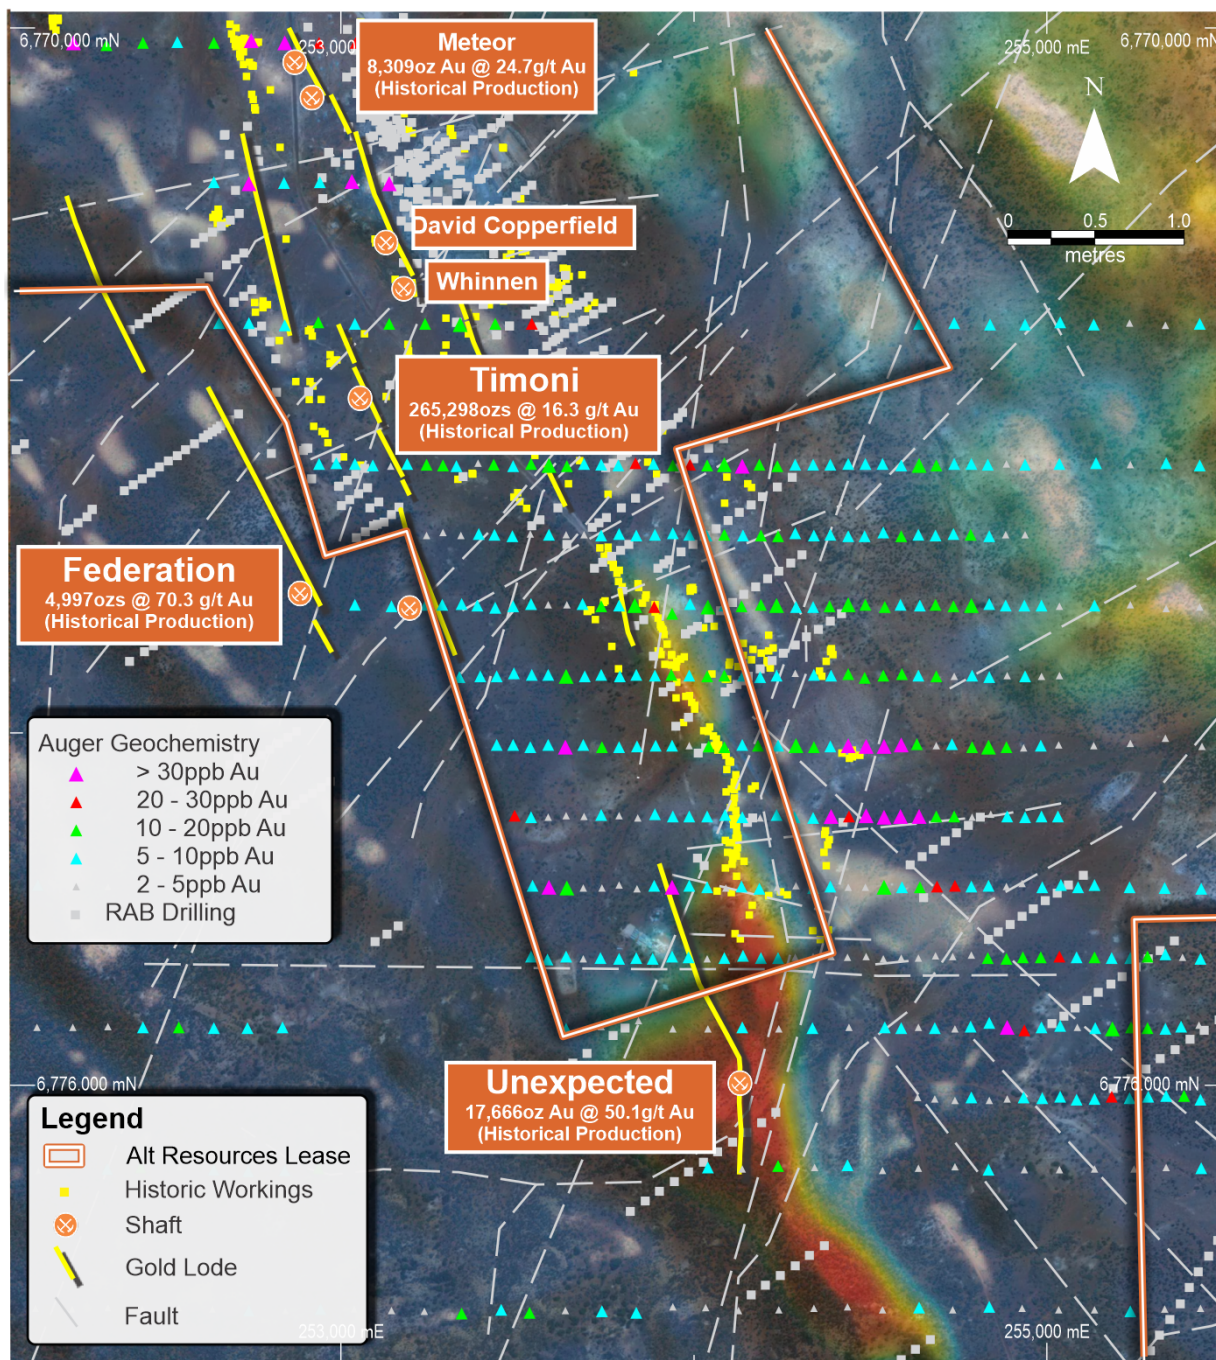 6,770,000 mN
253,000
255,000 mE
6,770,000 mN
Meteor
8,309oz Au @ 24.7g/t Au
(Historical Production)
N
0 0.5 1.0
metres
David Copperfield
Whinnen
Timoni
265,298ozs @ 16.3 g/t Au
(Historical Production)
Federation
4,997ozs @ 70.3 g/t Au
(Historical Production)
Auger Geochemistry
> 30ppb Au
20 - 30ppb Au
10 - 20ppb Au
5 - 10ppb Au
2 - 5ppb Au
RAB Drilling
Unexpected
17,666oz Au @ 50.1g/t Au
(Historical Production)
6,776.000 mN
6,776.000 mN
Legend
Alt Resources Lease
Historic Workings
Shaft
Gold Lode
Fault
253,000 mE
255,000 mE